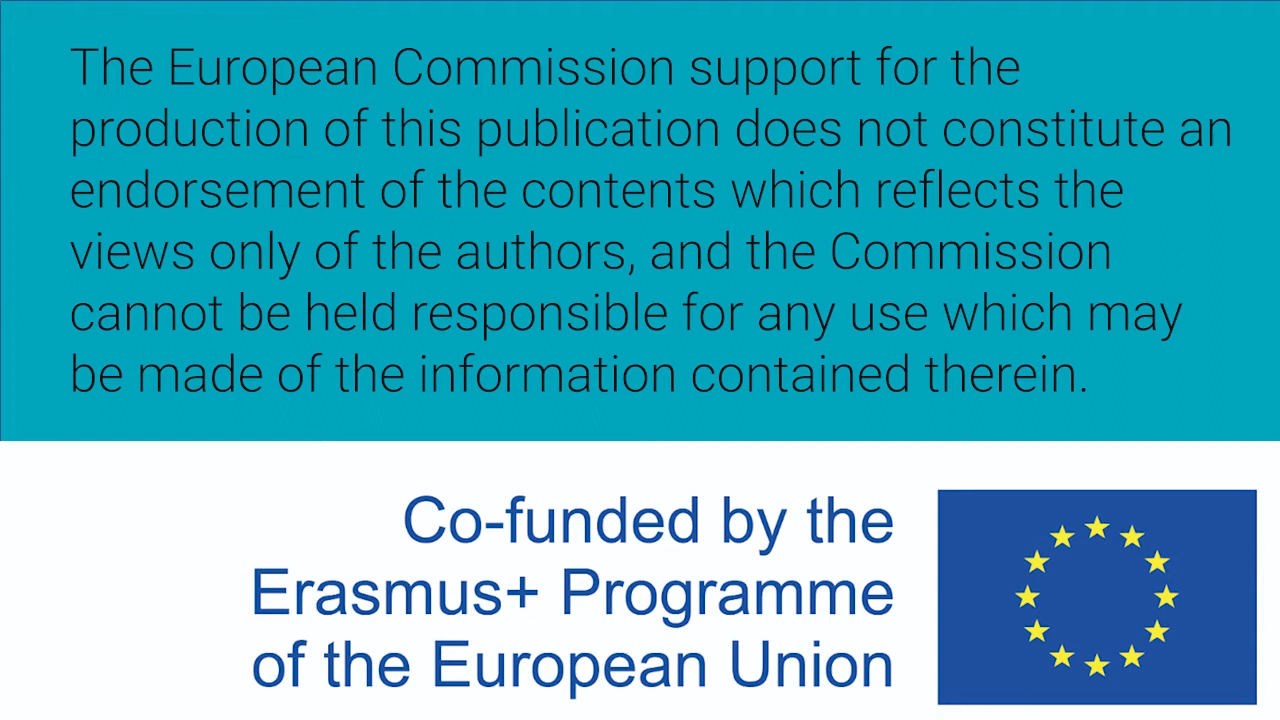 The European Commission support for the
production of this publication does not constitute an
endorsement of the contents which reflects the
views only of the authors, and the Commission
cannot be held responsible for any use which may
be made of the information contained therein.
Co-funded by the
Erasmus+ Programme
of the European Union